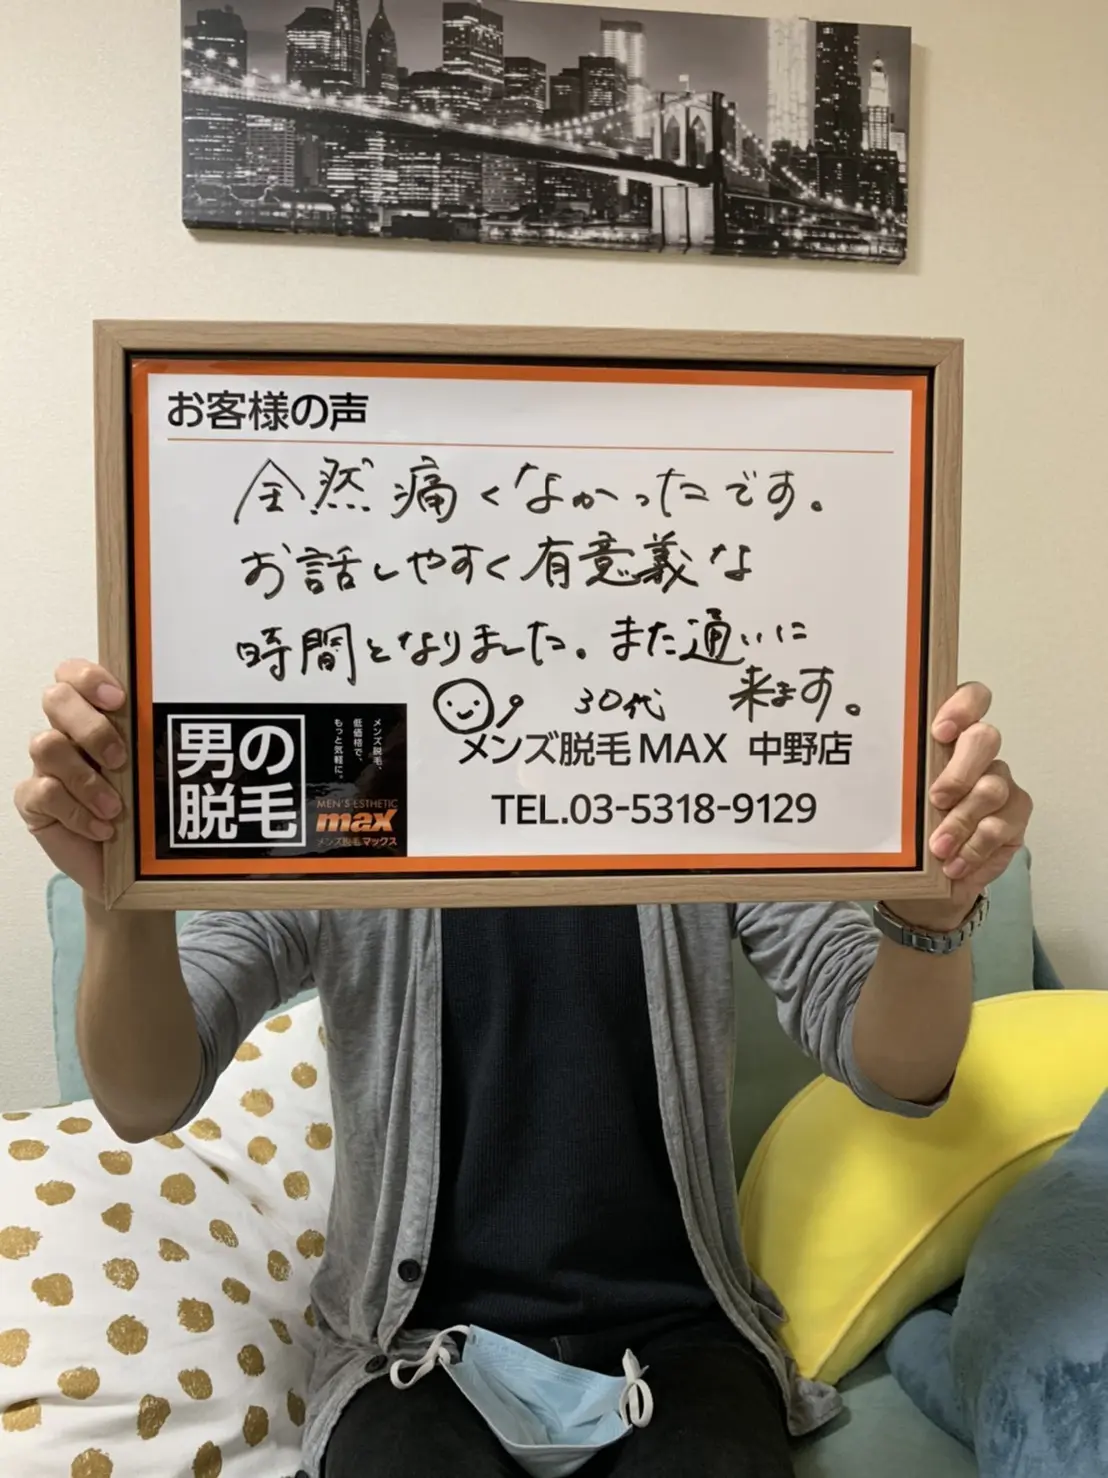 お客様の声
全然痛くなかったです。
お話しやすく有意義な
時間となりました。また通いに
来ます。
30代
メンズ脱毛MAX 中野店
TEL.03-5318-9129
男の
脱毛
メンズ脱毛、
低価格で、
もっと気軽に。
MEN'S ESTHETIC
max
メンズ脱毛マックス